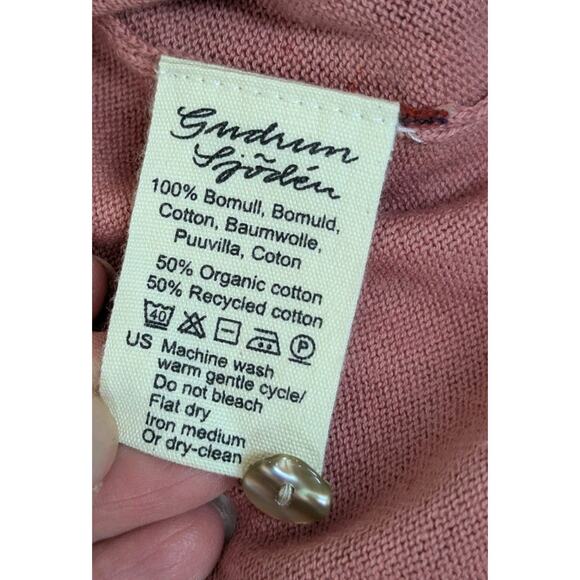 Gudrun
Sjödén
100% Bomull, Bomuld,
Cotton, Baumwolle,
Puuvilla, Coton
50% Organic cotton
50% Recycled cotton
40 P
US Machine wash
warm gentle cycle/
Do not bleach
Flat dry
Iron medium
Or dry-clean